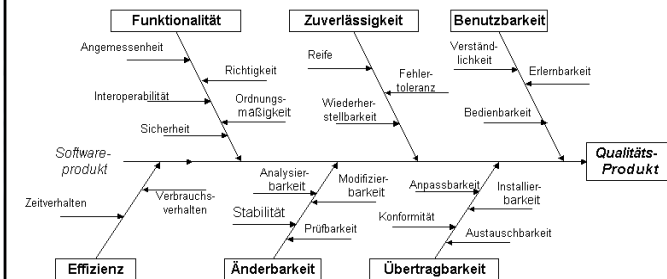 Funktionalität
Zuverlässigkeit
Benutzbarkeit
Angemessenheit
Richtigkeit
Interoperabilität
Ordnungs-
mäßigkeit
Sicherheit
Reife
Fehler-
toleranz
Wiederher-
stellbarkeit
Verständ-
lichkeit
Erlernbarkeit
Bedienbarkeit
Software-
produkt
Qualitäts-
Produkt
Zeitverhalten
Verbrauchs-
verhalten
Analysier-
barkeit
Modifizier-
barkeit
Stabilität
Prüfbarkeit
Anpassbarkeit
Installier-
barkeit
Konformität
Austauschbarkeit
Effizienz
Änderbarkeit
Übertragbarkeit